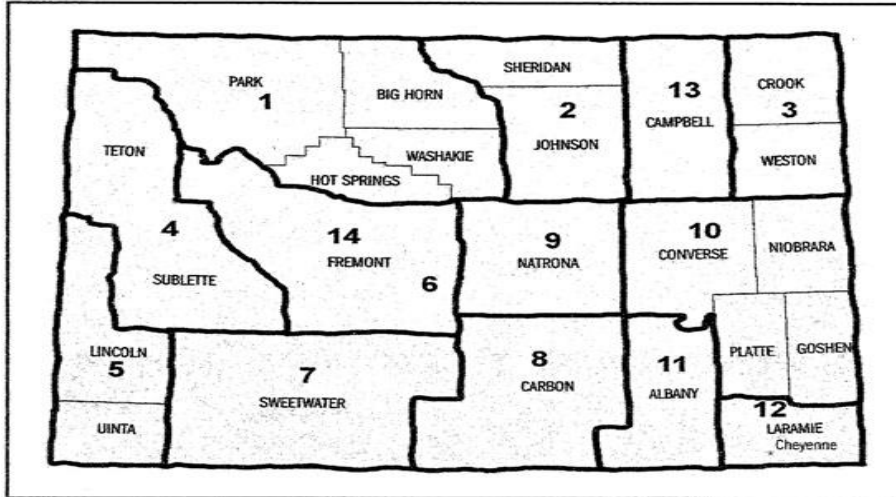 SHERIDAN
PARK
1
BIG HORN
2
JOHNSON
13
CAMPBELL
CROOK
3
TETON
WASHAKIE
WESTON
HOT SPRINGS
4
14
FREMONT
9
NATRONA
10
CONVERSE
NIOBRARA
SUBLETTE
6
LINCOLN
5
7
SWEETWATER
8
CARBON
11
ALBANY
PLATTE
GOSHEN
UINTA
12
LARAMIE
Cheyenne